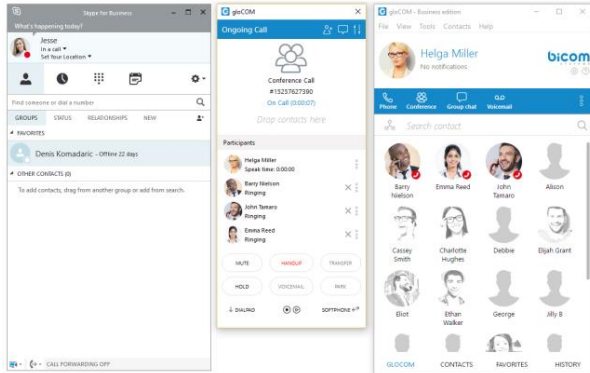 Skype for Business
What's happening today?
Jesse
In a call
Set Your Location
Find someone or dial a number
GROUPS STATUS RELATIONSHIPS NEW
FAVORITES
Denis Komadaric - Offline 22 days
OTHER CONTACTS (0)
To add contacts, drag from another group or add from search.
CALL FORWARDING OFF
gloCOM
Ongoing Call
Conference Call
#15257627390
On Call (0:00:07)
Drop contacts here
Participants
Helga Miller
Speak time: 0:00:00
Barry Nielson
Ringing
John Tamaro
Ringing
Emma Reed
Ringing
MUTE HANGUP TRANSFER
HOLD VOICEMAIL PARK
DIALPAD SOFTPHONE
gloCOM - Business edition
File View Tools Contacts Help
Helga Miller
No notifications
bicom
Phone Conference Group chat Voicemail
Search contact
Barry Nielson
Emma Reed
John Tamaro
Alison
Cassey Smith
Charlotte Hughes
Debbie
Elijah Grant
Eliot
Ethan Walker
George
Jilly B
GLOCOM CONTACTS FAVORITES HISTORY